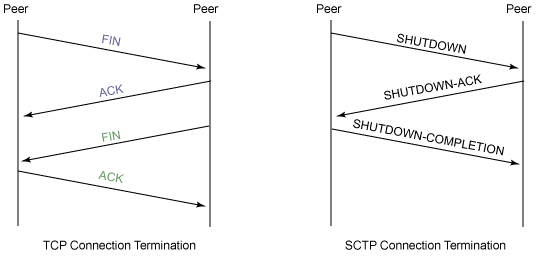 Peer
Peer
FIN
ACK
FIN
ACK
TCP Connection Termination
Peer
Peer
SHUTDOWN
SHUTDOWN-ACK
SHUTDOWN-COMPLETION
SCTP Connection Termination